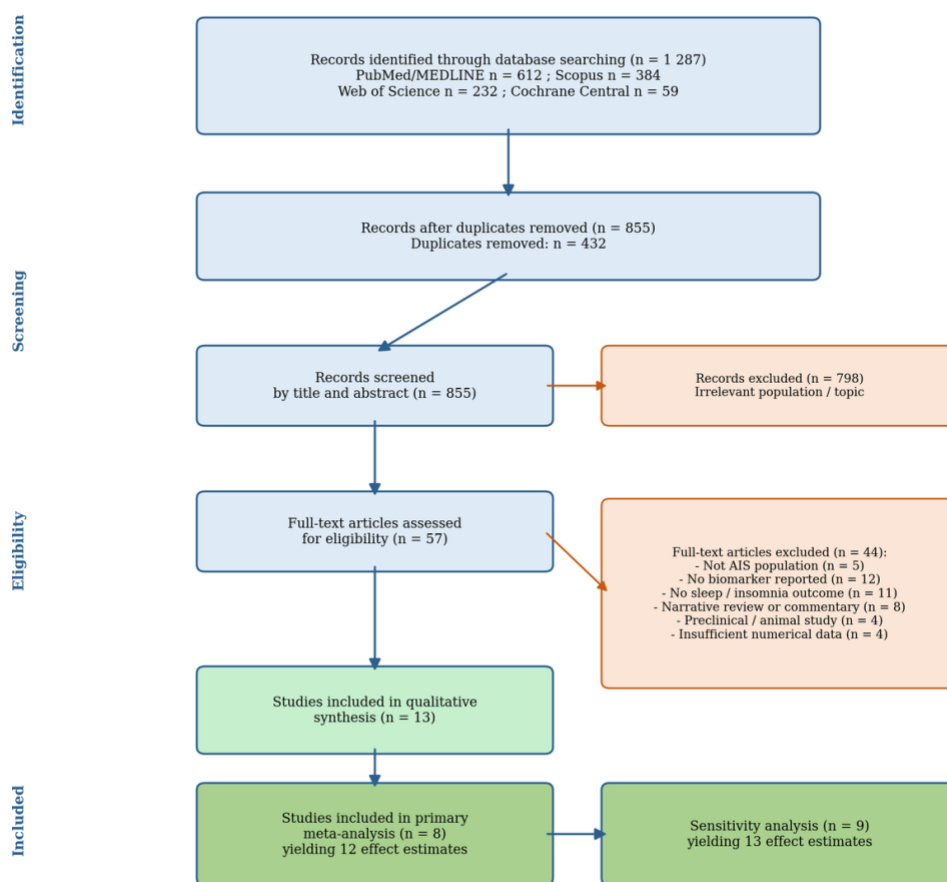 Identification
Records identified through database searching (n = 1 287)
PubMed/MEDLINE n = 612 ; Scopus n = 384
Web of Science n = 232 ; Cochrane Central n = 59
Records after duplicates removed (n = 855)
Duplicates removed: n = 432
Screening
Records screened
by title and abstract (n = 855)
Records excluded (n = 798)
Irrelevant population / topic
Eligibility
Full-text articles assessed
for eligibility (n = 57)
Full-text articles excluded (n = 44):
- Not AIS population (n = 5)
- No biomarker reported (n = 12)
- No sleep / insomnia outcome (n = 11)
- Narrative review or commentary (n = 8)
- Preclinical / animal study (n = 4)
- Insufficient numerical data (n = 4)
Studies included in qualitative
synthesis (n = 13)
Included
Studies included in primary
meta-analysis (n = 8)
yielding 12 effect estimates
Sensitivity analysis (n = 9)
yielding 13 effect estimates